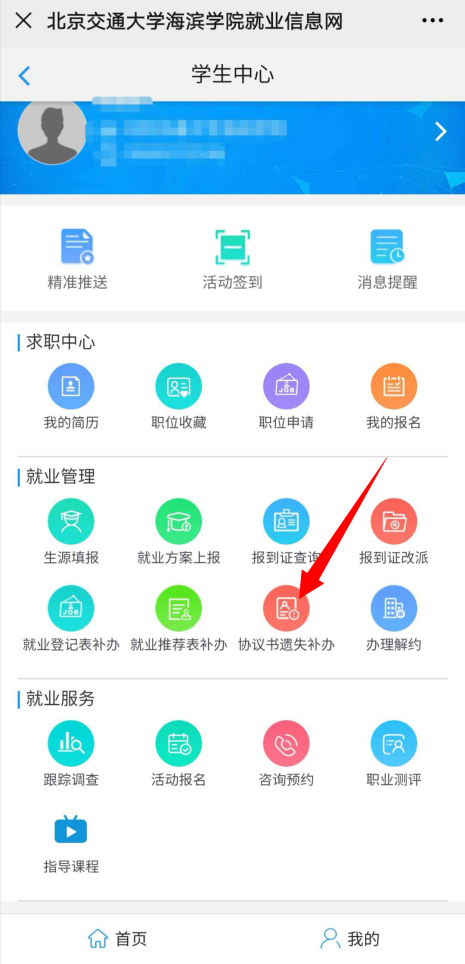 北京交通大学海滨学院就业信息网
学生中心
精准推送 活动签到 消息提醒
求职中心
我的简历 职位收藏 职位申请 我的报名
就业管理
生源填报 就业方案上报 报到证查询 报到证改派
就业登记表补办 就业推荐表补办 协议书遗失补办 办理解约
就业服务
跟踪调查 活动报名 咨询预约 职业测评
指导课程
首页 我的